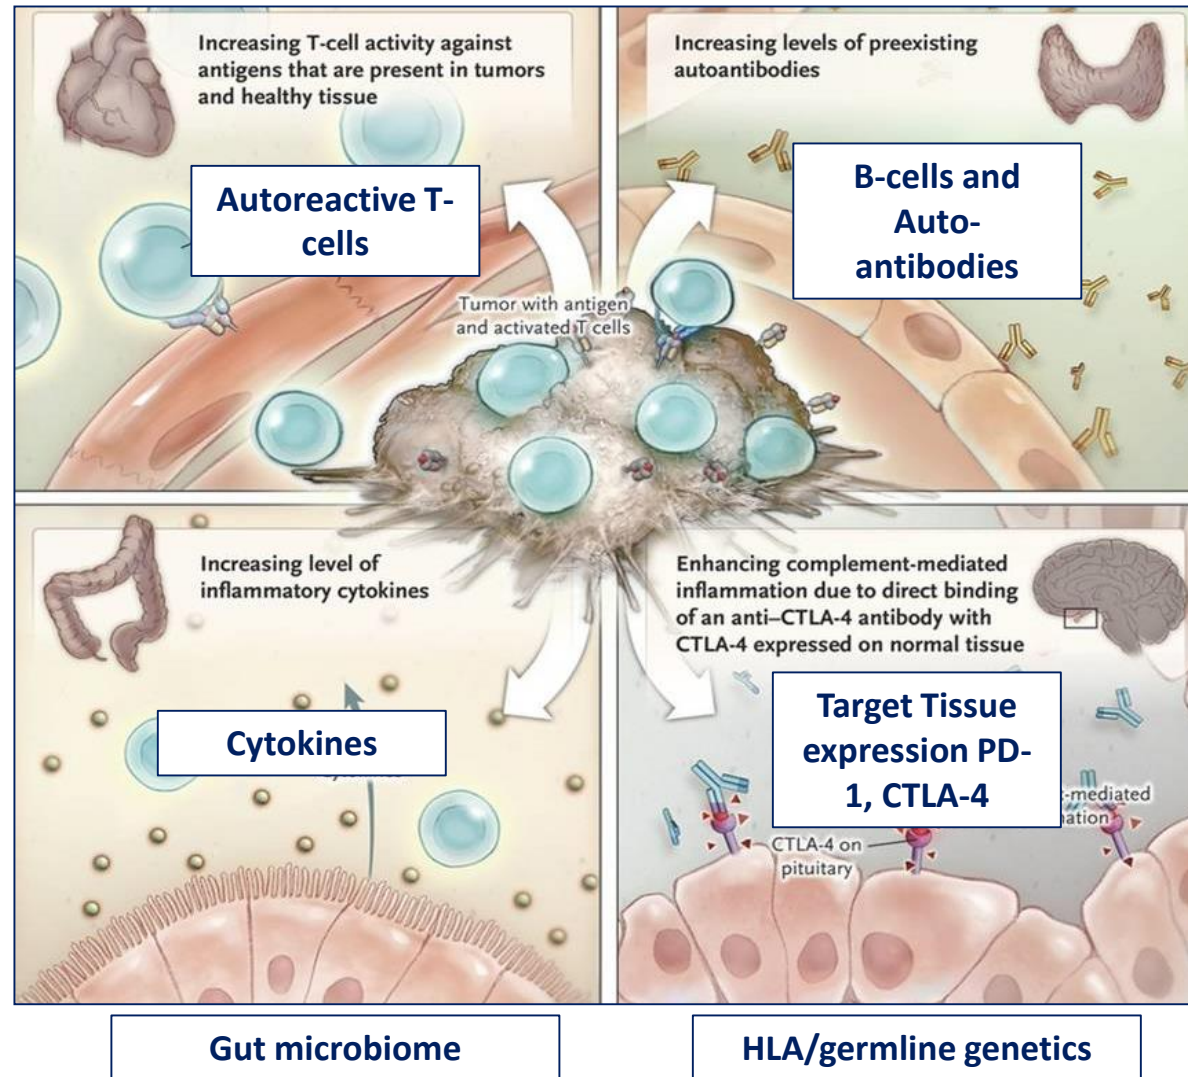 Increasing T-cell activity against
antigens that are present in tumors
and healthy tissue
Autoreactive T-
cells
Increasing levels of preexisting
autoantibodies
B-cells and
Auto-
antibodies
Tumor with antigen
and activated T cells
Increasing level of
inflammatory cytokines
Cytokines
Enhancing complement-mediated
inflammation due to direct binding
of an anti–CTLA-4 antibody with
CTLA-4 expressed on normal tissue
Target Tissue
expression PD-
1, CTLA-4
-mediated
CTLA-4 on
pituitary
Gut microbiome
HLA/germline genetics